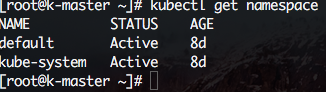 [root@k-master ~]# kubectl get namespace
NAME          STATUS    AGE
default       Active    8d
kube-system   Active    8d
[root@k-master ~]#